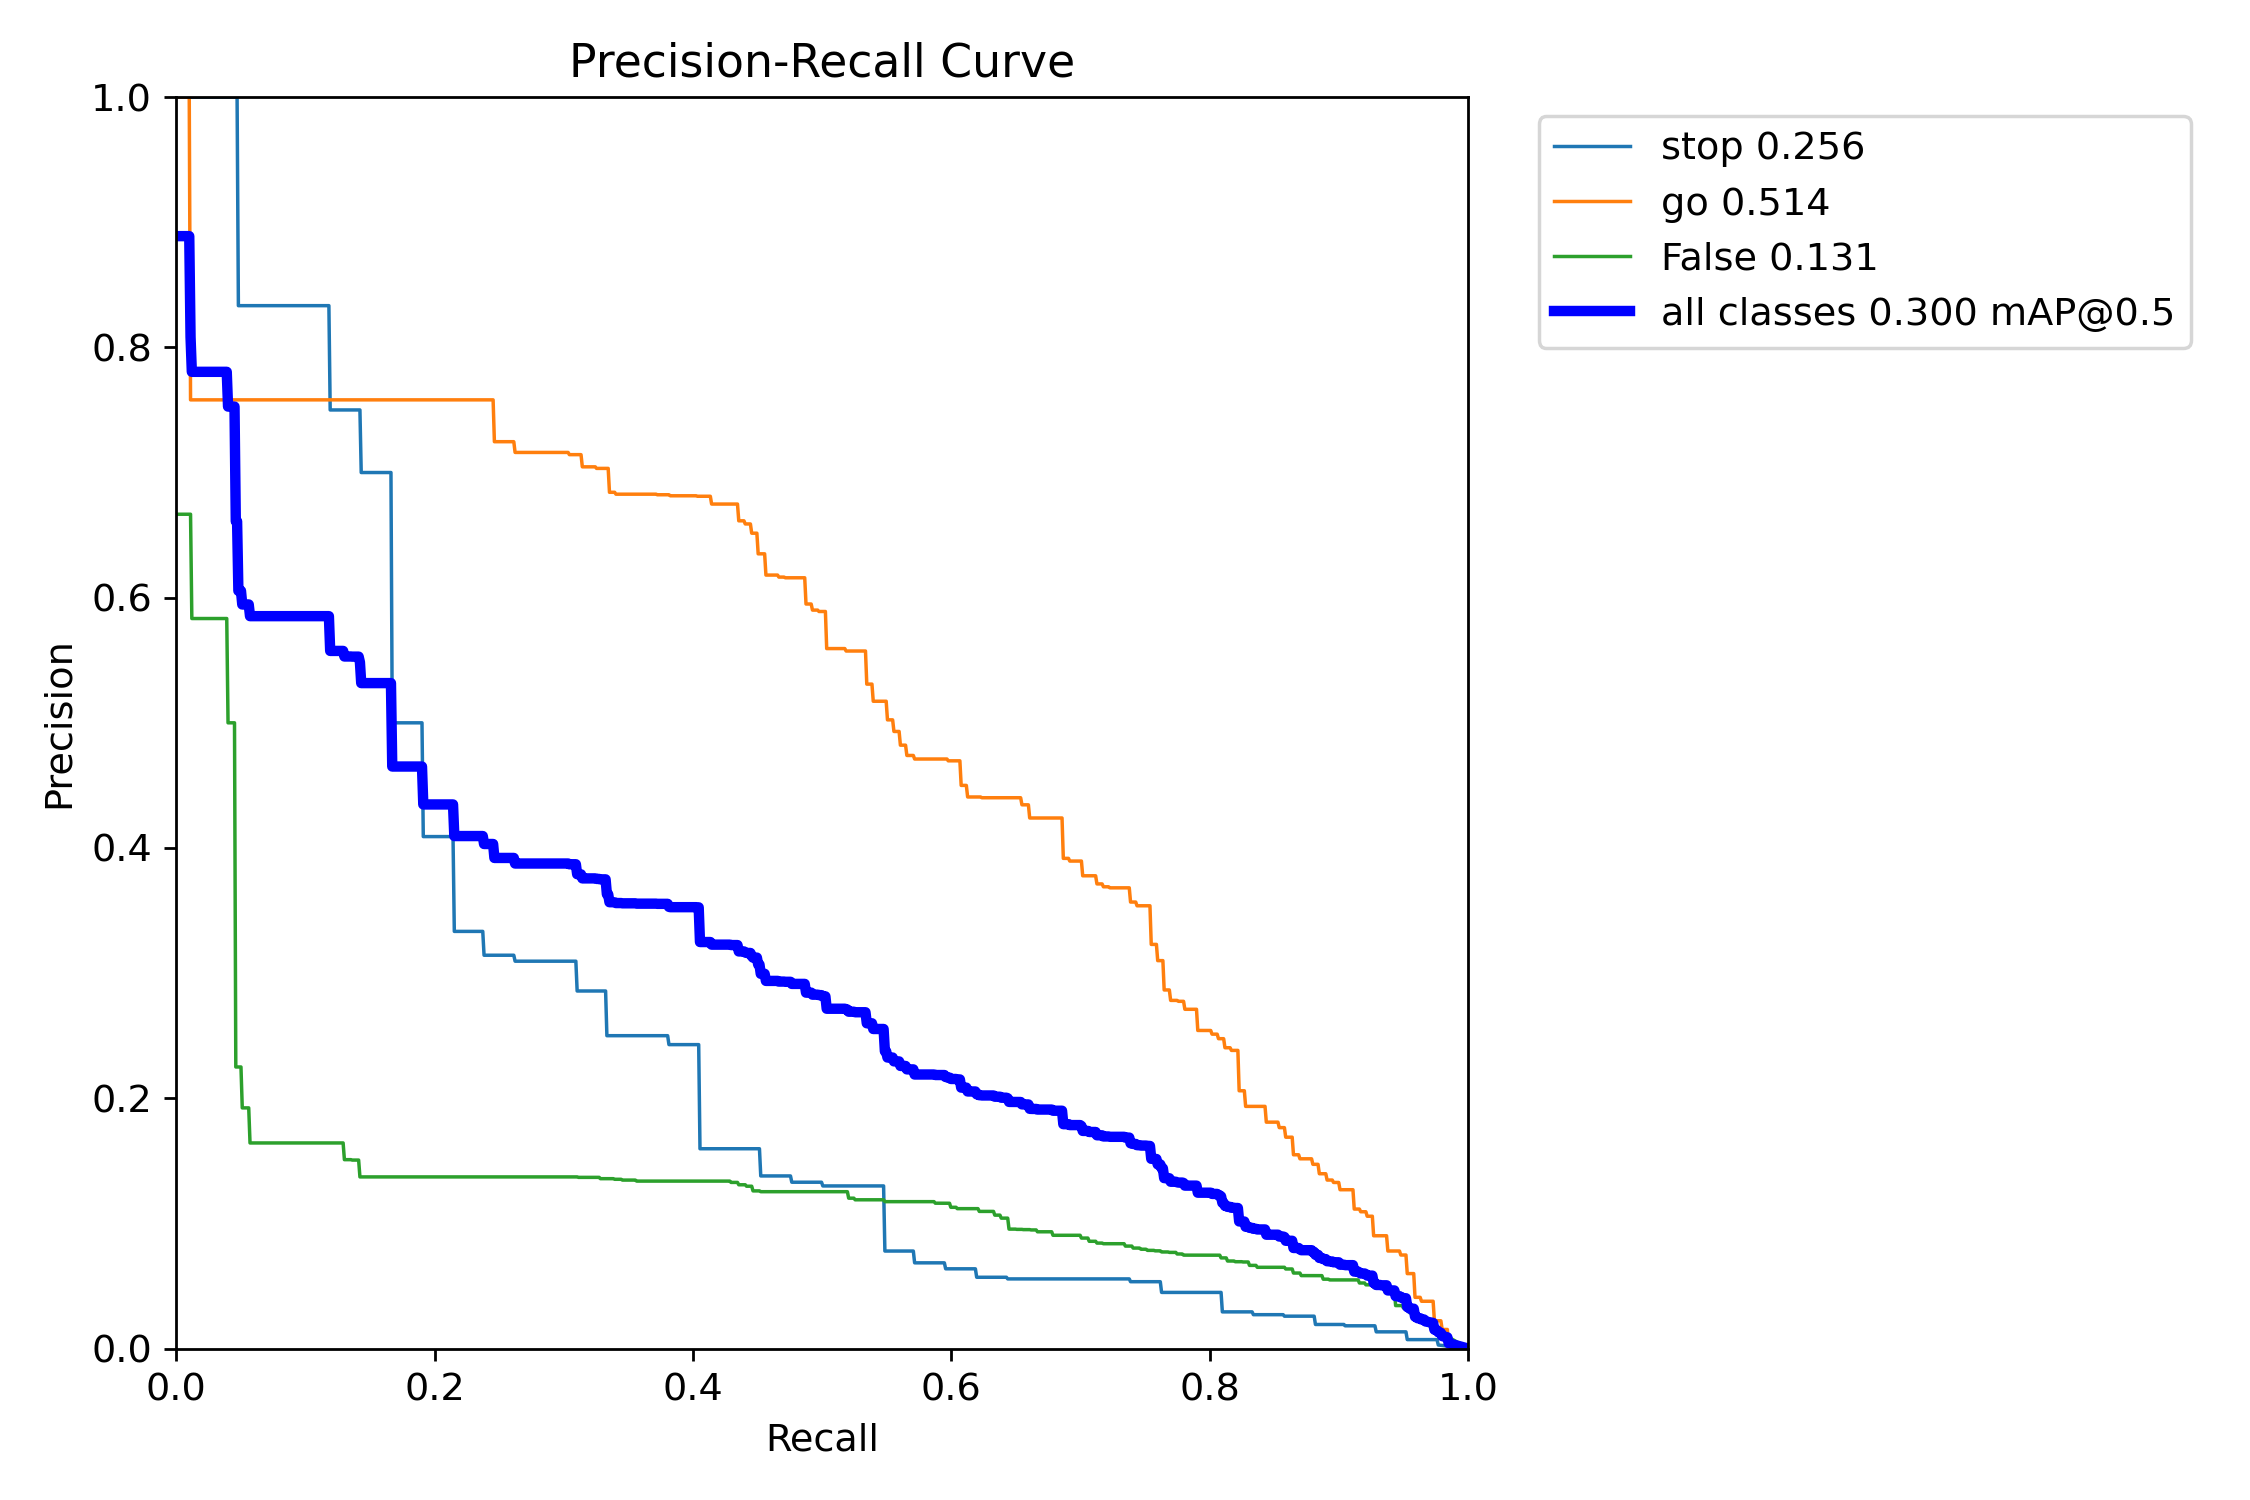 Precision-Recall Curve
1.0
0.8
0.6
0.4
0.2
0.0
Precision
0.0 0.2 0.4 0.6 0.8 1.0
Recall
stop 0.256
go 0.514
False 0.131
all classes 0.300 mAP@0.5